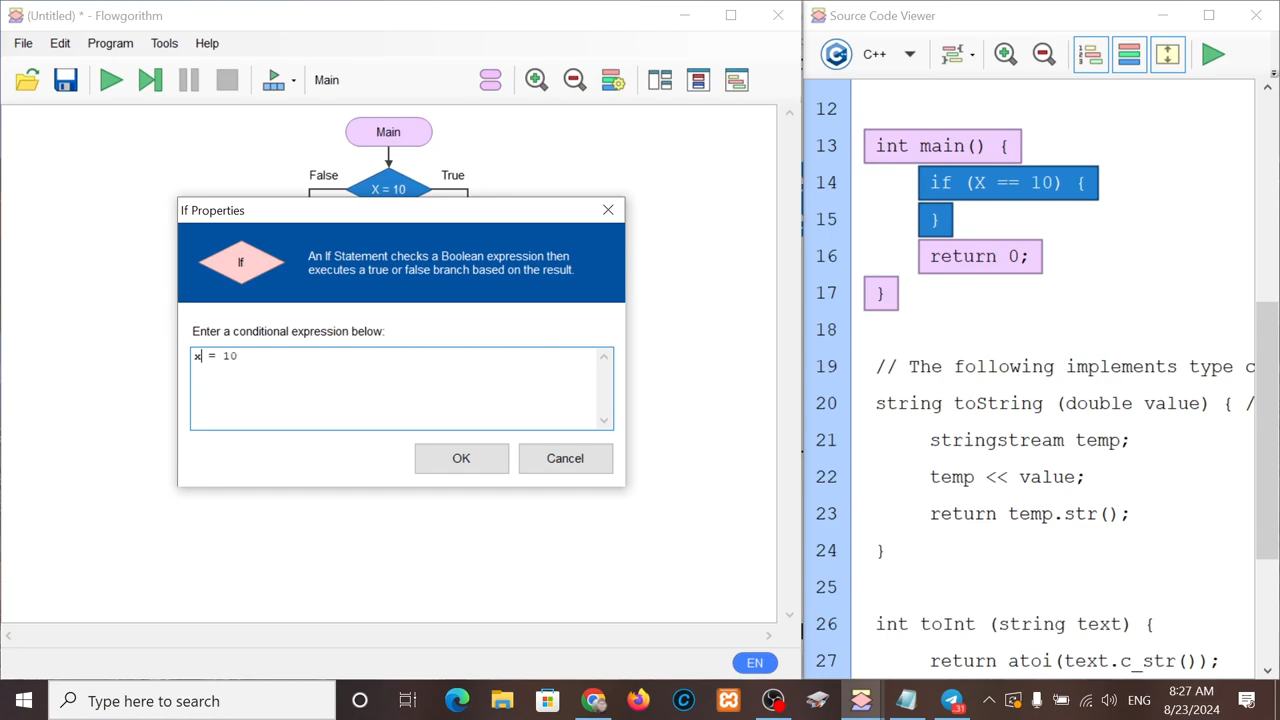 (Untitled) * - Flowgorithm
File Edit Program Tools Help
Main
Main
False True
X = 10
If Properties
If
An If Statement checks a Boolean expression then
executes a true or false branch based on the result.
Enter a conditional expression below:
x = 10
OK Cancel
EN
Source Code Viewer
C++
12
13 int main() {
14 if (X == 10) {
15 }
16 return 0;
17 }
18
19 // The following implements type c
20 string toString (double value) { /
21 stringstream temp;
22 temp << value;
23 return temp.str();
24 }
25
26 int toInt (string text) {
27 return atoi(text.c_str());
Type here to search
31
ENG
8:27 AM
8/23/2024